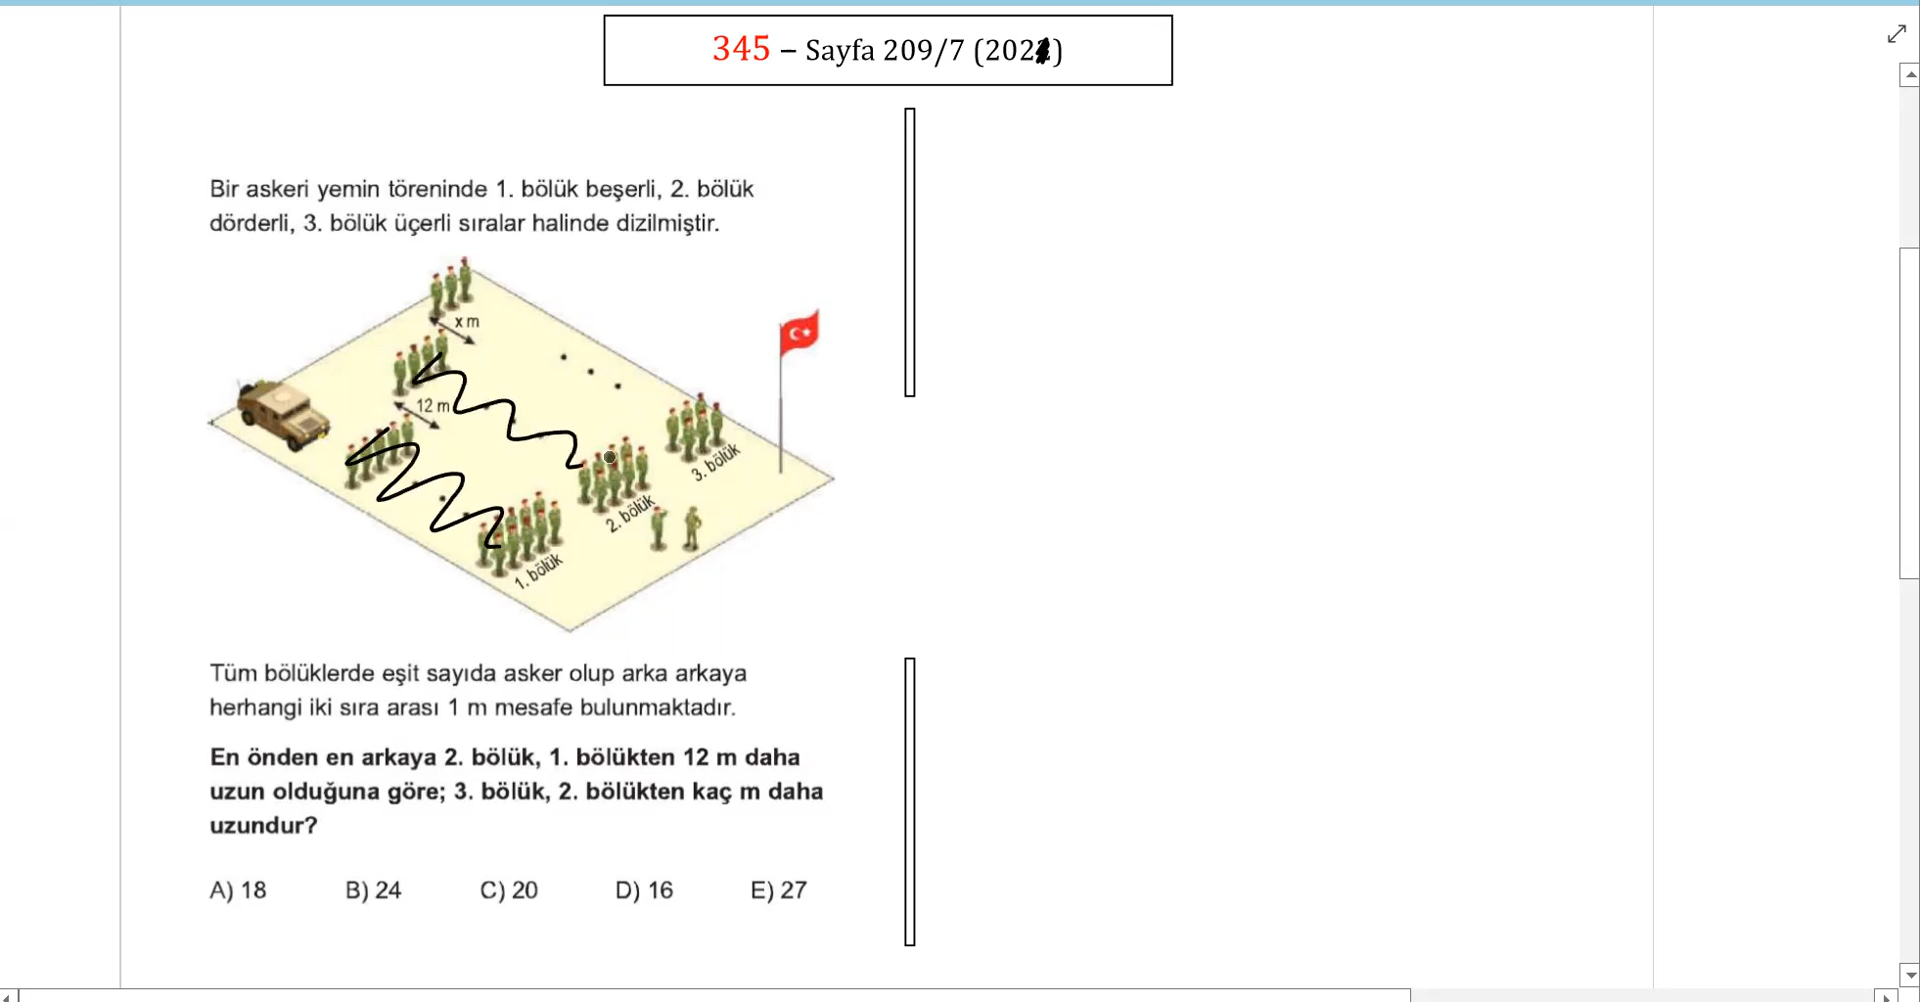 345 – Sayfa 209/7 (202)
Bir askeri yemin töreninde 1. bölük beşerli, 2. bölük
dörderli, 3. bölük üçerli sıralar halinde dizilmiştir.
x m
12 m
3. bölük
2. bölük
1. bölük
Tüm bölüklerde eşit sayıda asker olup arka arkaya
herhangi iki sıra arası 1 m mesafe bulunmaktadır.
En önden en arkaya 2. bölük, 1. bölükten 12 m daha
uzun olduğuna göre; 3. bölük, 2. bölükten kaç m daha
uzundur?
A) 18 B) 24 C) 20 D) 16 E) 27